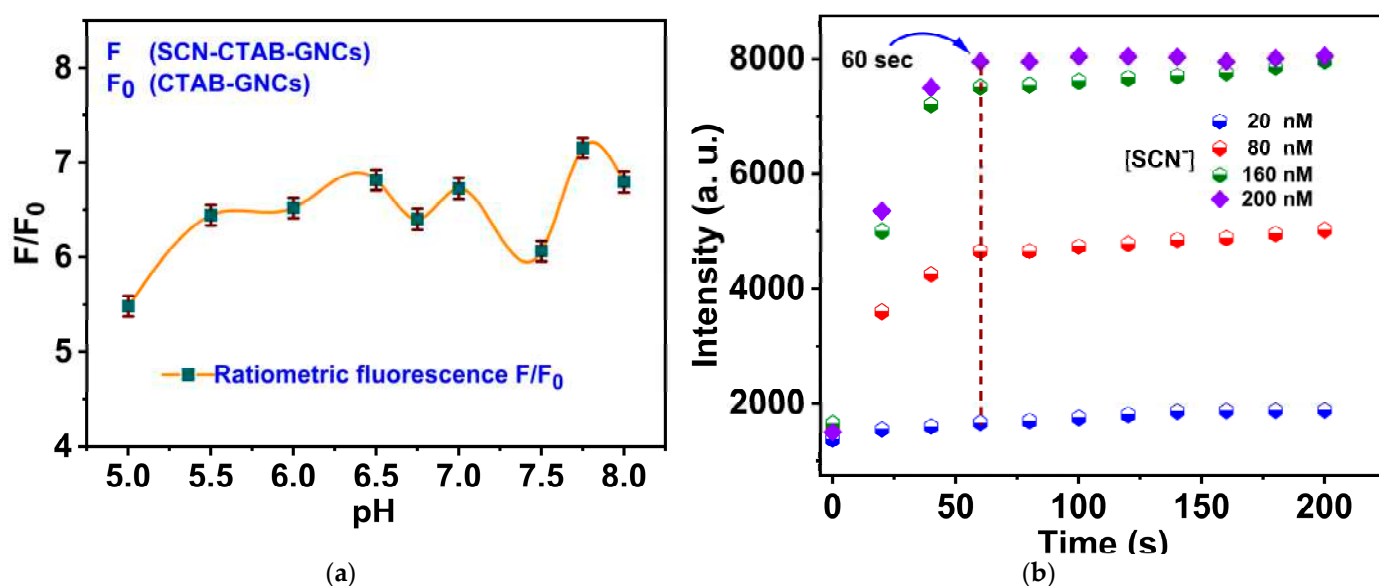 F (SCN-CTAB-GNCs)
F0 (CTAB-GNCs)
8
7
6
5
4
F/F0
Ratiometric fluorescence F/F0
5.0 5.5 6.0 6.5 7.0 7.5 8.0
pH
(a)
60 sec
8000
6000
4000
2000
Intensity (a. u.)
[SCN-]
20 nM
80 nM
160 nM
200 nM
0 50 100 150 200
Time (s)
(b)